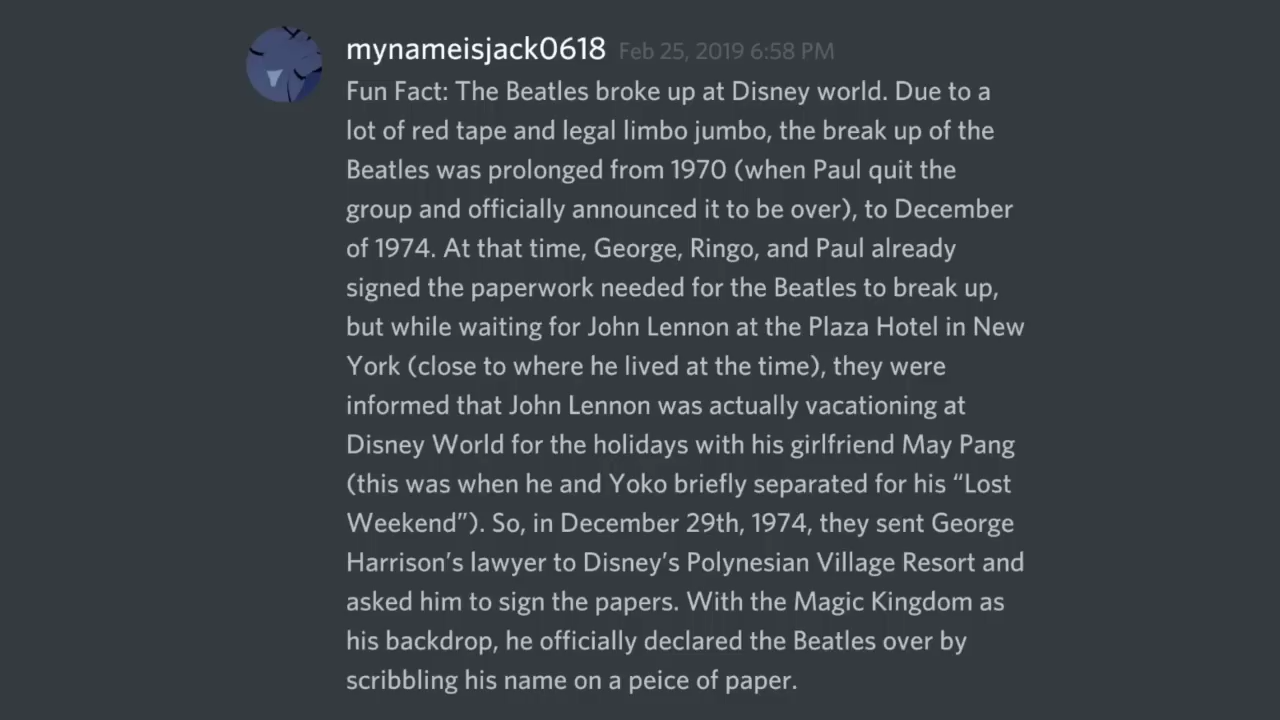 mynameisjack0618 Feb 25, 2019 6:58 PM
Fun Fact: The Beatles broke up at Disney world. Due to a
lot of red tape and legal limbo jumbo, the break up of the
Beatles was prolonged from 1970 (when Paul quit the
group and officially announced it to be over), to December
of 1974. At that time, George, Ringo, and Paul already
signed the paperwork needed for the Beatles to break up,
but while waiting for John Lennon at the Plaza Hotel in New
York (close to where he lived at the time), they were
informed that John Lennon was actually vacationing at
Disney World for the holidays with his girlfriend May Pang
(this was when he and Yoko briefly separated for his “Lost
Weekend”). So, in December 29th, 1974, they sent George
Harrison’s lawyer to Disney’s Polynesian Village Resort and
asked him to sign the papers. With the Magic Kingdom as
his backdrop, he officially declared the Beatles over by
scribbling his name on a peice of paper.